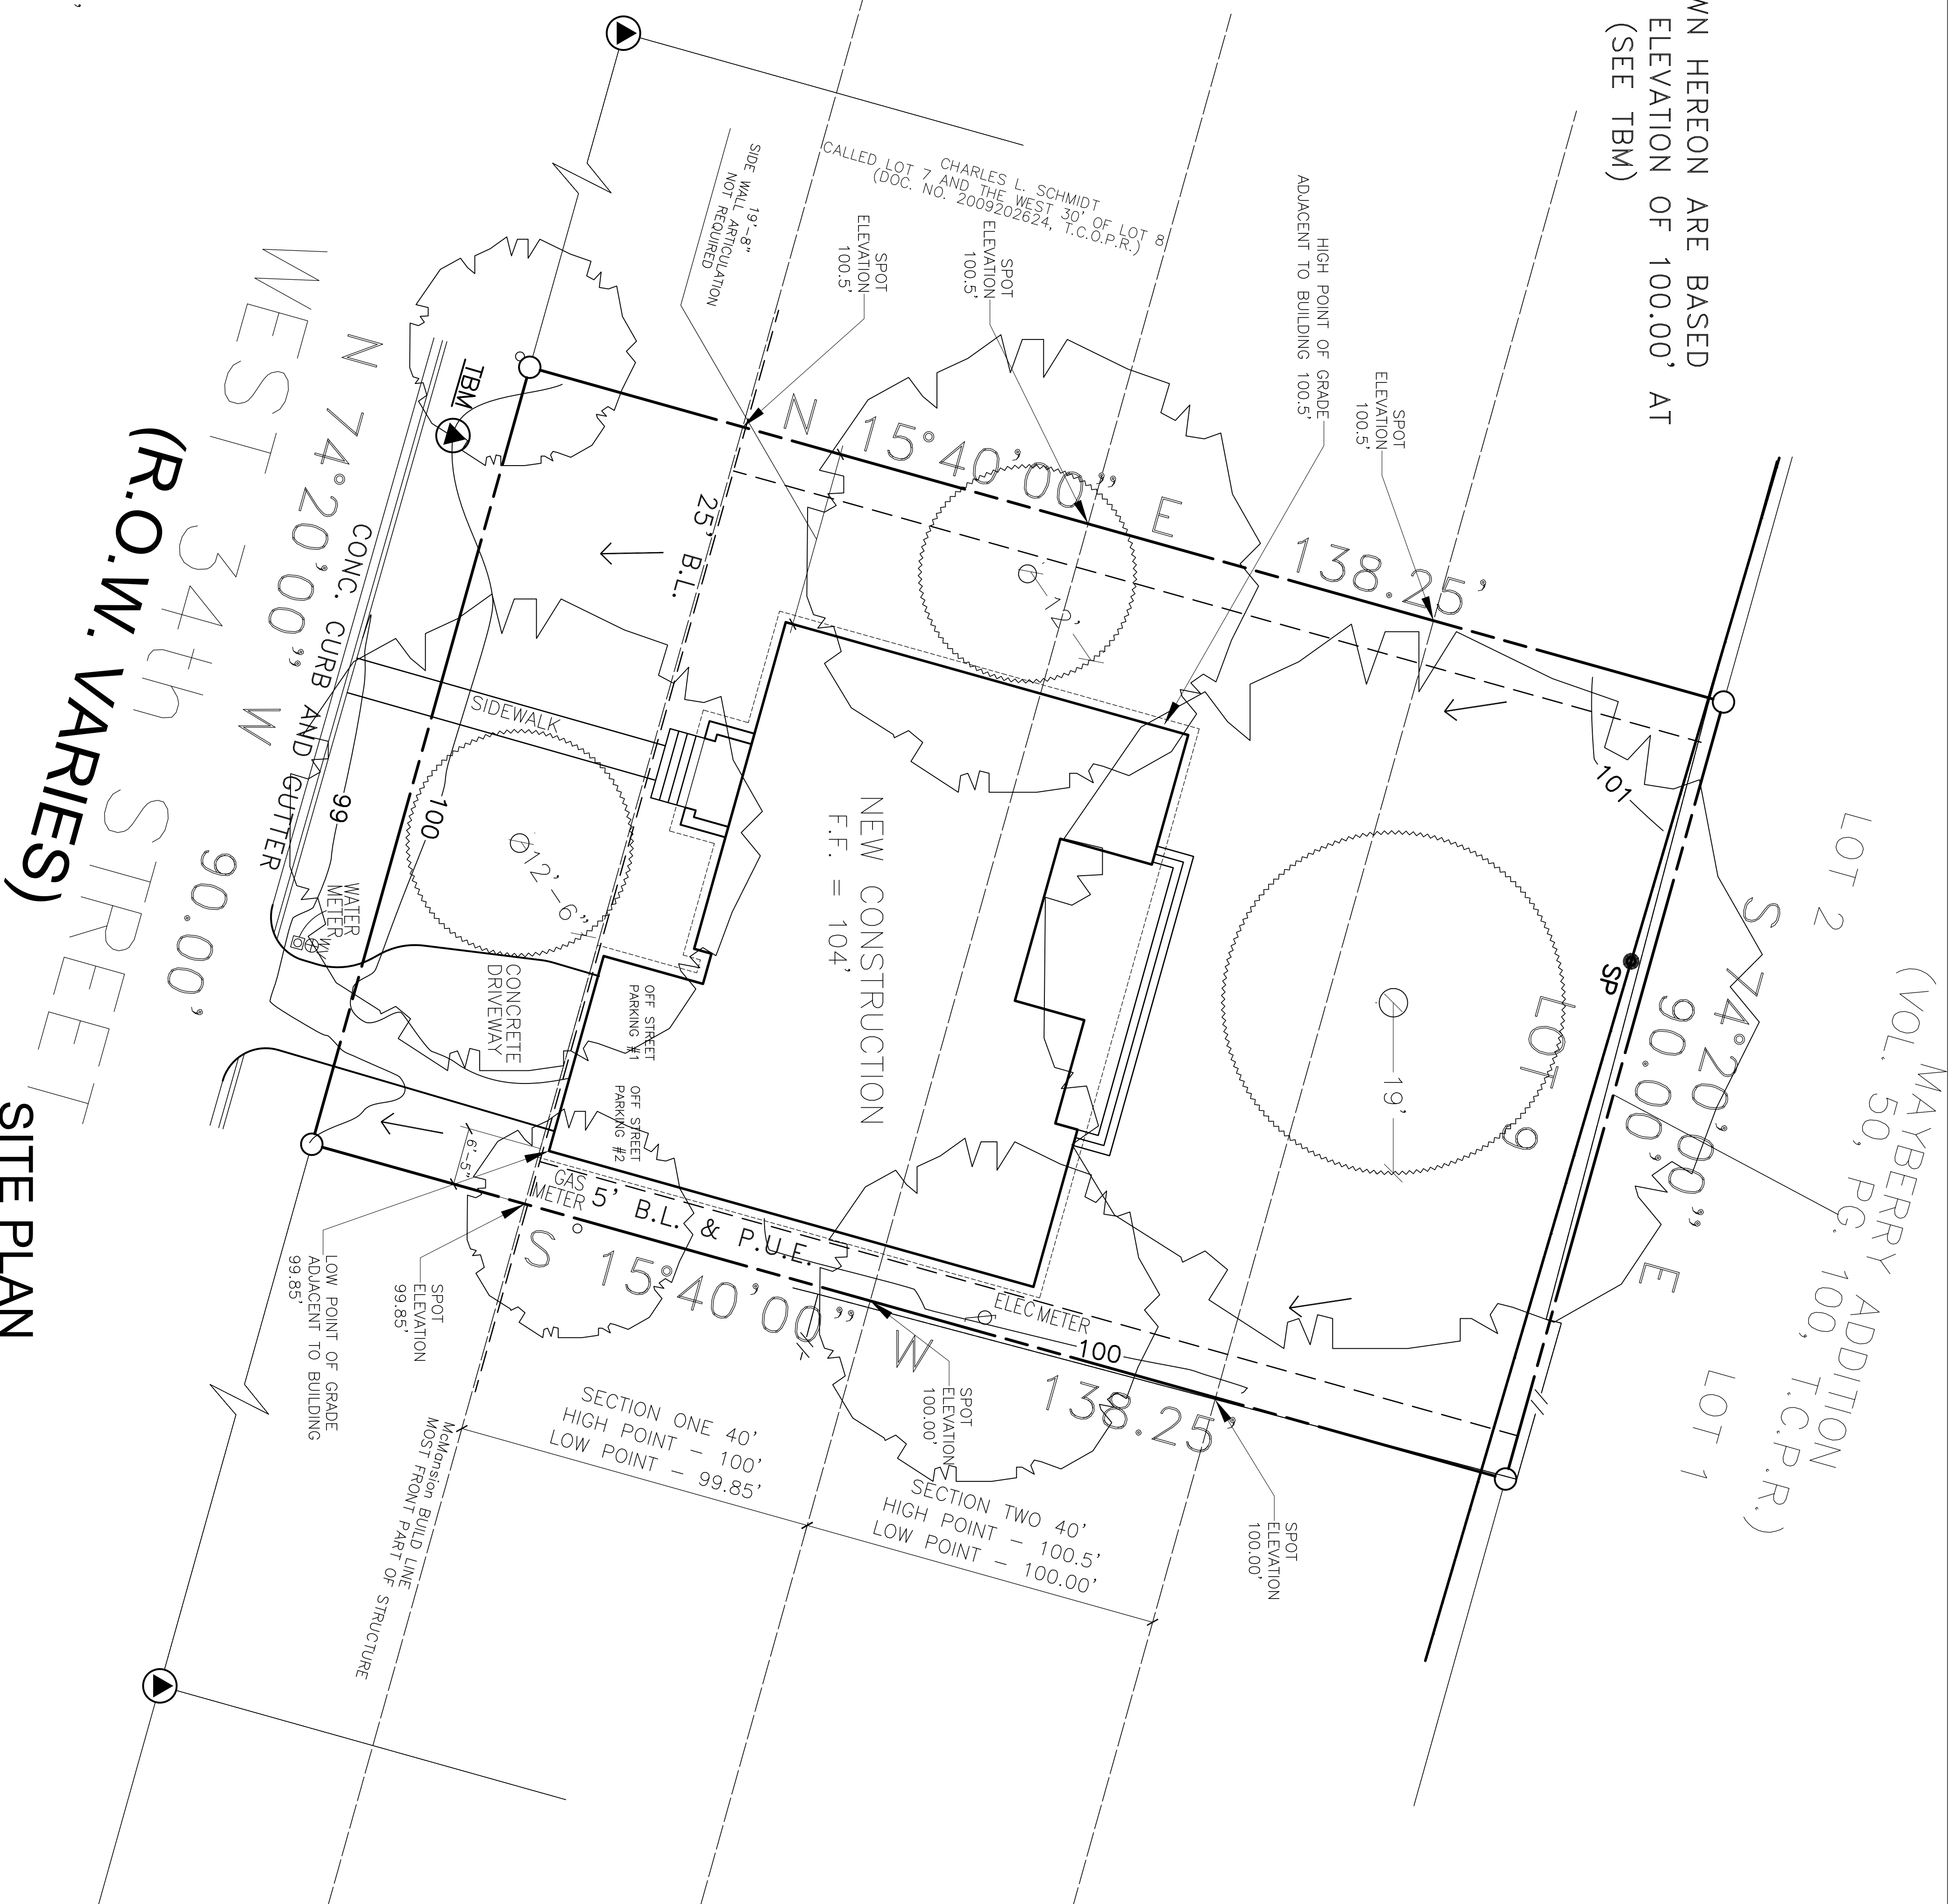 WN HEREON ARE BASED
ELEVATION OF 100.00' AT
(SEE TBM)
MAYBERRY ADDITION
(VOL. 50, PG. 100, T.C.P.R.)
LOT 2
LOT 1
S 74°20'00" E
90.00'
SP
LOT 9
101
19'
SPOT
ELEVATION
100.5'
HIGH POINT OF GRADE
ADJACENT TO BUILDING 100.5'
CHARLES L. SCHMIDT
CALLED LOT 7 AND THE WEST 30' OF LOT 8
(DOC. NO. 2009202624, T.C.O.P.R.)
SPOT
ELEVATION
100.5'
SPOT
ELEVATION
100.5'
19'-8"
SIDE WALL ARTICULATION
NOT REQUIRED
N 15°40'00" E 138.25'
12'
NEW CONSTRUCTION
F.F. = 104'
25' B.L.
TBM
SIDEWALK
12'-6"
CONCRETE
DRIVEWAY
OFF STREET
PARKING #1
OFF STREET
PARKING #2
GAS
METER
5' B.L. & P.U.E.
ELEC METER
100
S 15°40'00" W 138.25'
6'-5"
100
99
WATER
METER
W
CONC. CURB AND GUTTER
N 74°20'00" W 90.00'
WEST 34th STREET
(R.O.W. VARIES)
SPOT
ELEVATION
100.00'
SPOT
ELEVATION
100.00'
SPOT
ELEVATION
99.85'
LOW POINT OF GRADE
ADJACENT TO BUILDING
99.85'
SECTION ONE 40'
HIGH POINT - 100'
LOW POINT - 99.85'
SECTION TWO 40'
HIGH POINT - 100.5'
LOW POINT - 100.00'
McMansion BUILD LINE
MOST FRONT PART OF STRUCTURE
SITE PLAN